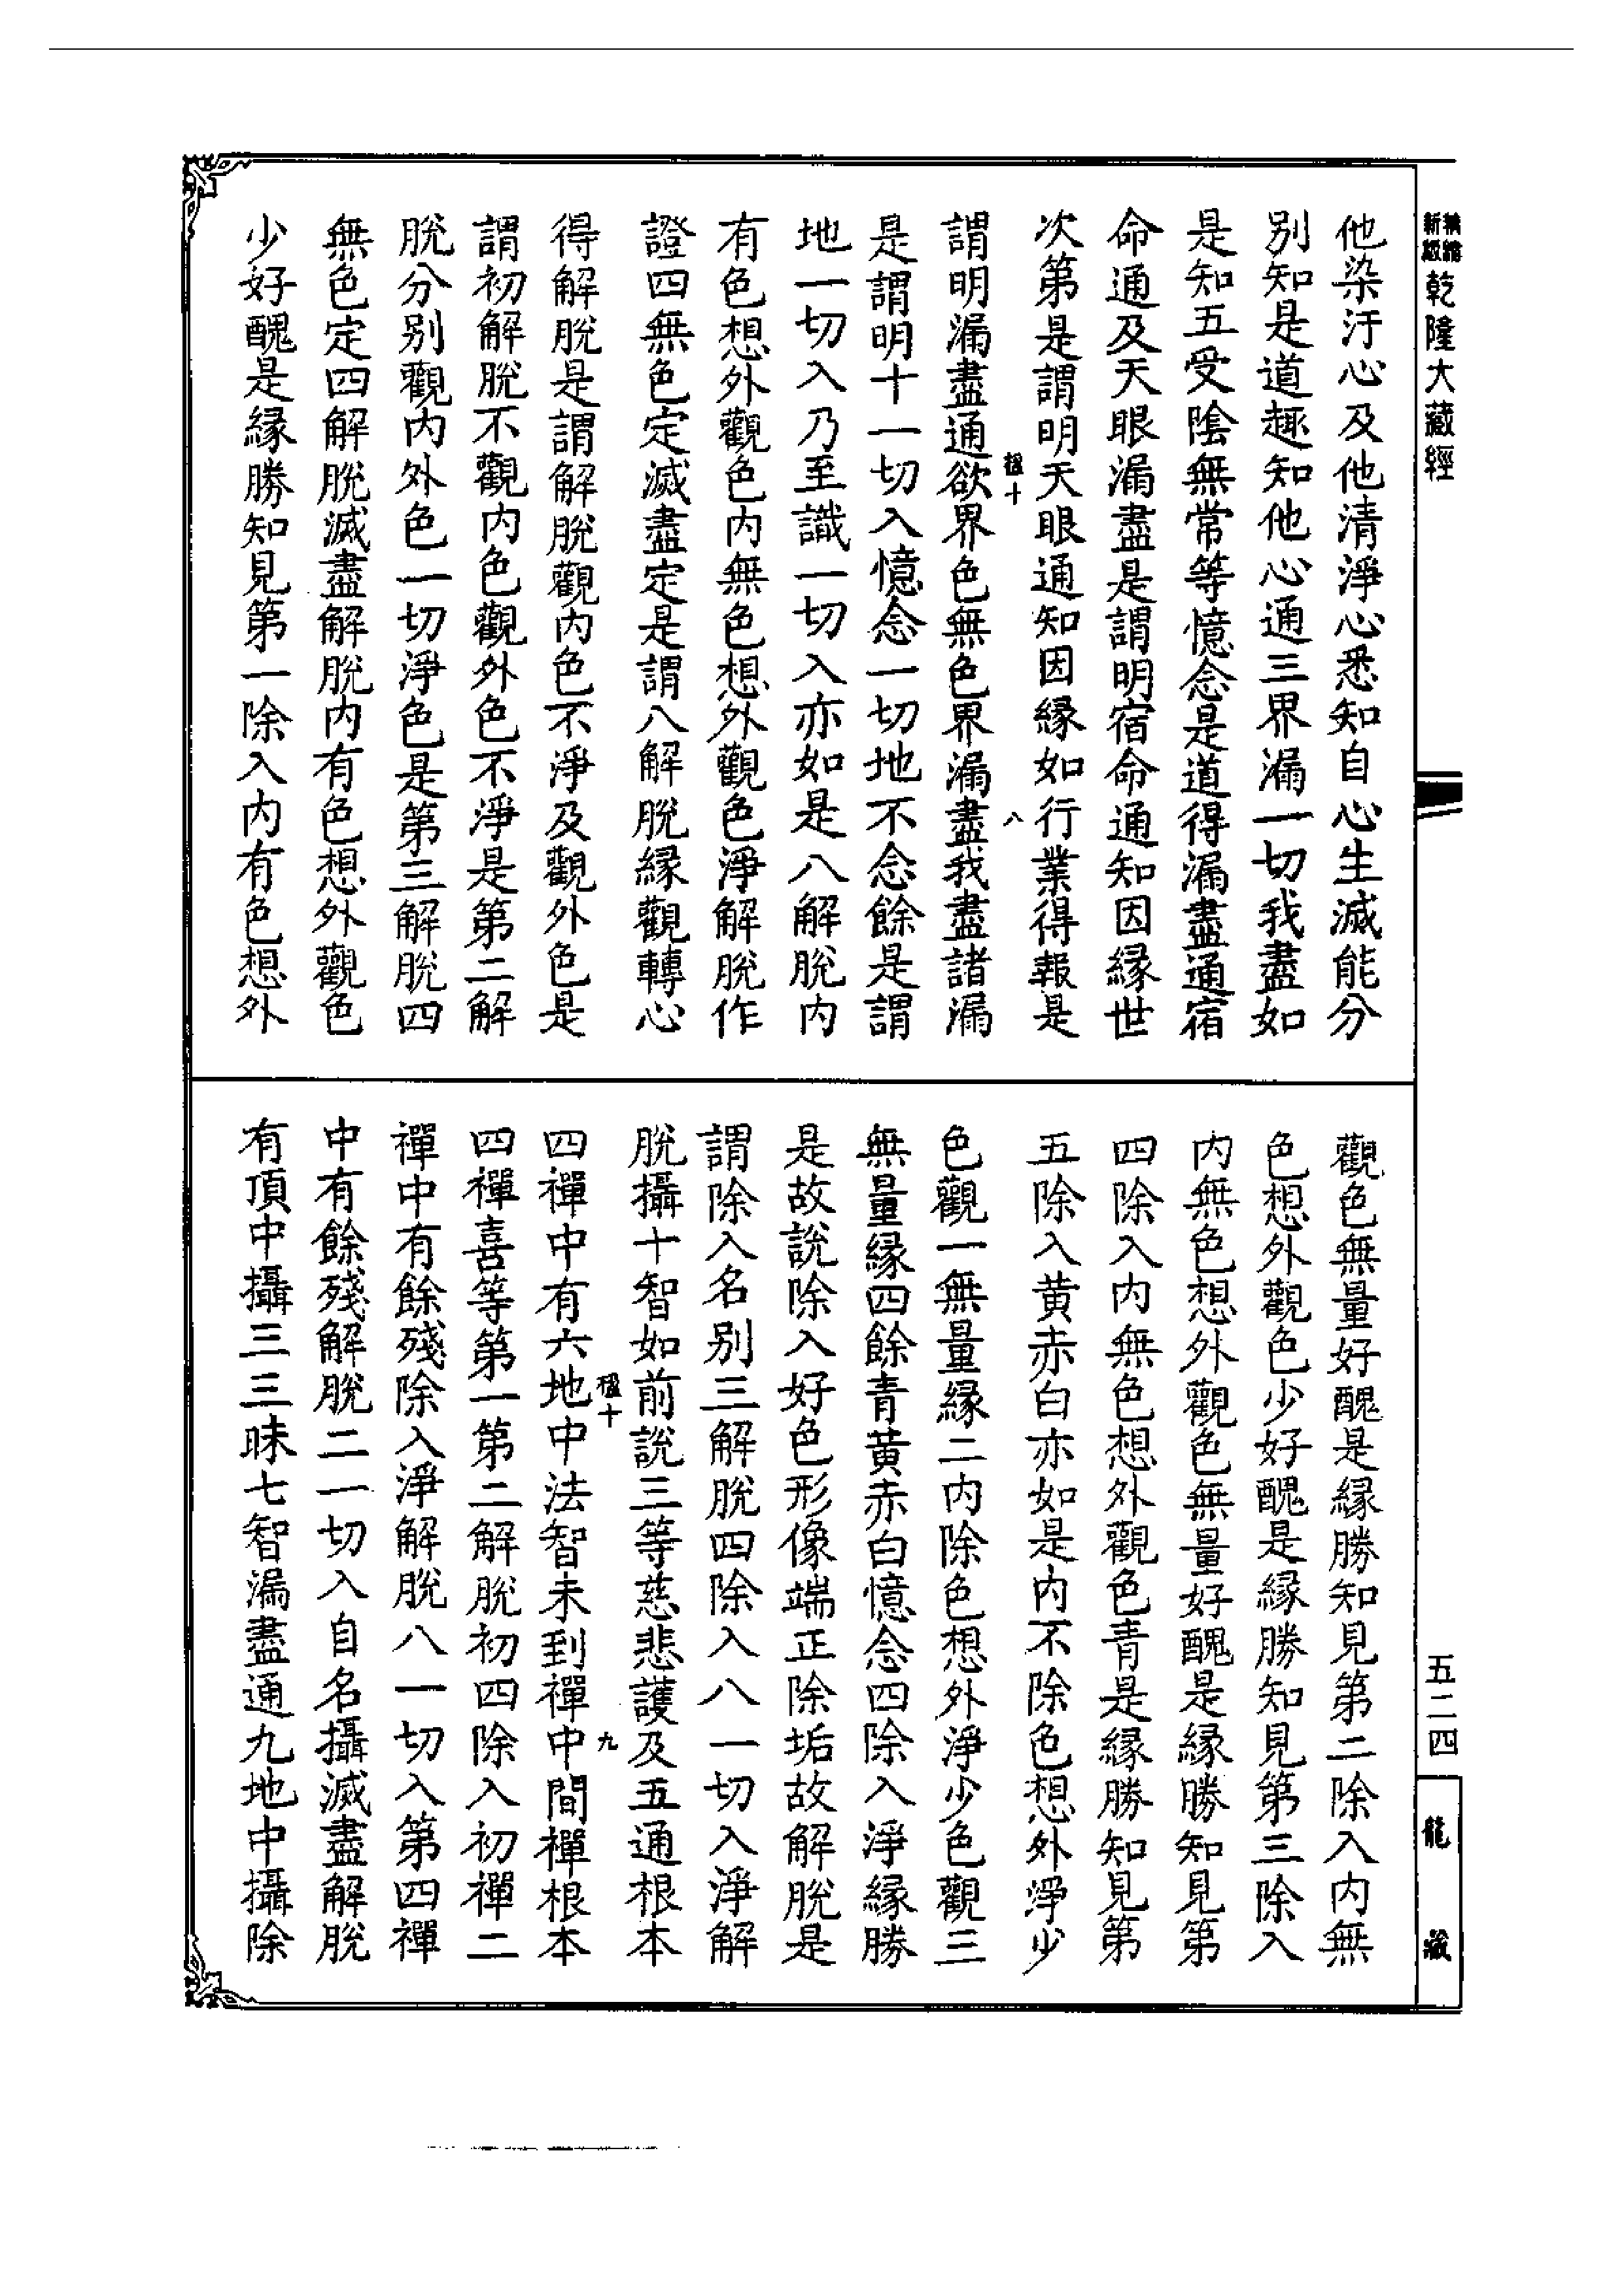 乾隆大藏經
他染汙心及他清淨心悉知自心生滅能分
別知是道趣知他心通三界漏一切我盡如
是知五受陰無常等憶念是道得漏盡通宿
命通及天眼漏盡是謂明宿命通知因緣世
次第是謂明天眼通知因緣如行業得報是
謂明漏盡通欲界色無色界漏盡我盡諸漏
是謂明十一切入憶念一切地不念餘是謂
地一切入乃至識一切入亦如是八解脫內
有色想外觀色內無色想外觀色淨解脫作
證四無色定滅盡定是謂八解脫緣觀轉心
得解脫是謂解脫觀內色不淨及觀外色是
謂初解脫不觀內色觀外色不淨是第二解
脫分別觀內外色一切淨色是第三解脫四
無色定四解脫滅盡解脫內有色想外觀色
少好醜是緣勝知見第一除入內有色想外
觀色無量好醜是緣勝知見第二除入內無
色想外觀色少好醜是緣勝知見第三除入
內無色想外觀色無量好醜是緣勝知見第
四除入內無色想外觀色青是緣勝知見第
五除入黃赤白亦如是內不除色想外淨少
色觀一無量緣二內除色想外淨少色觀三
無量緣四餘青黃赤白憶念四除入淨緣勝
是故說除入好色形像端正除垢故解脫是
謂除入名別三解脫四除入八一切入淨解
脫攝十智如前說三等慈悲護及五通根本
四禪中有六地中法智未到禪中間禪根本
四禪喜等第一第二解脫初四除入初禪二
禪中有餘殘除入淨解脫八一切入第四禪
中有餘殘解脫二一切入自名攝滅盡解脫
有頂中攝三三昧七智漏盡通九地中攝除
五二四
龍藏